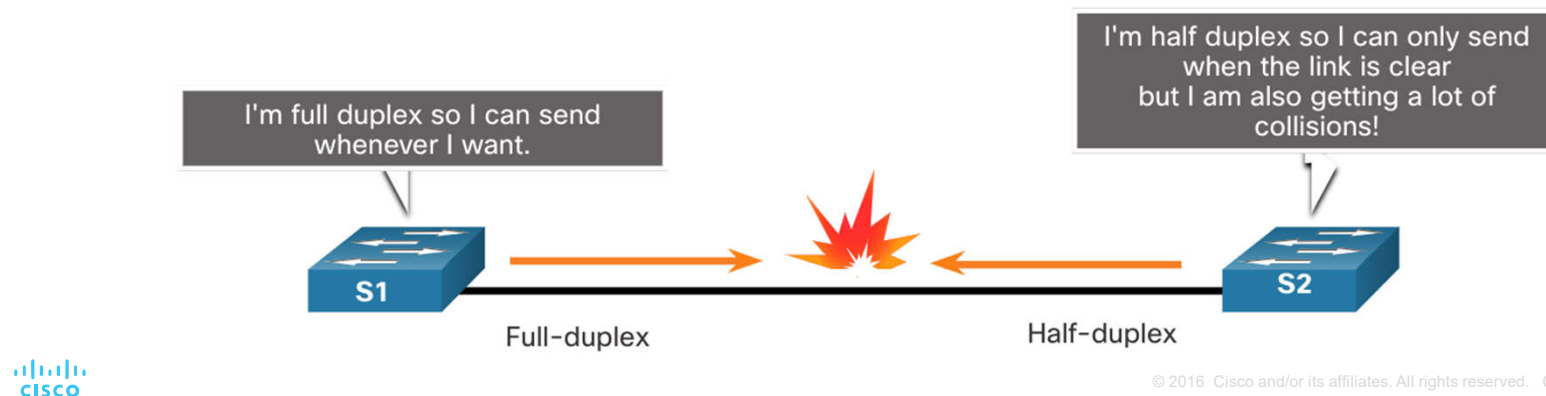 I'm full duplex so I can send
whenever I want.
I'm half duplex so I can only send
when the link is clear
but I am also getting a lot of
collisions!
S1
S2
Full-duplex
Half-duplex
CISCO
© 2016 Cisco and/or its affiliates. All rights reserved.